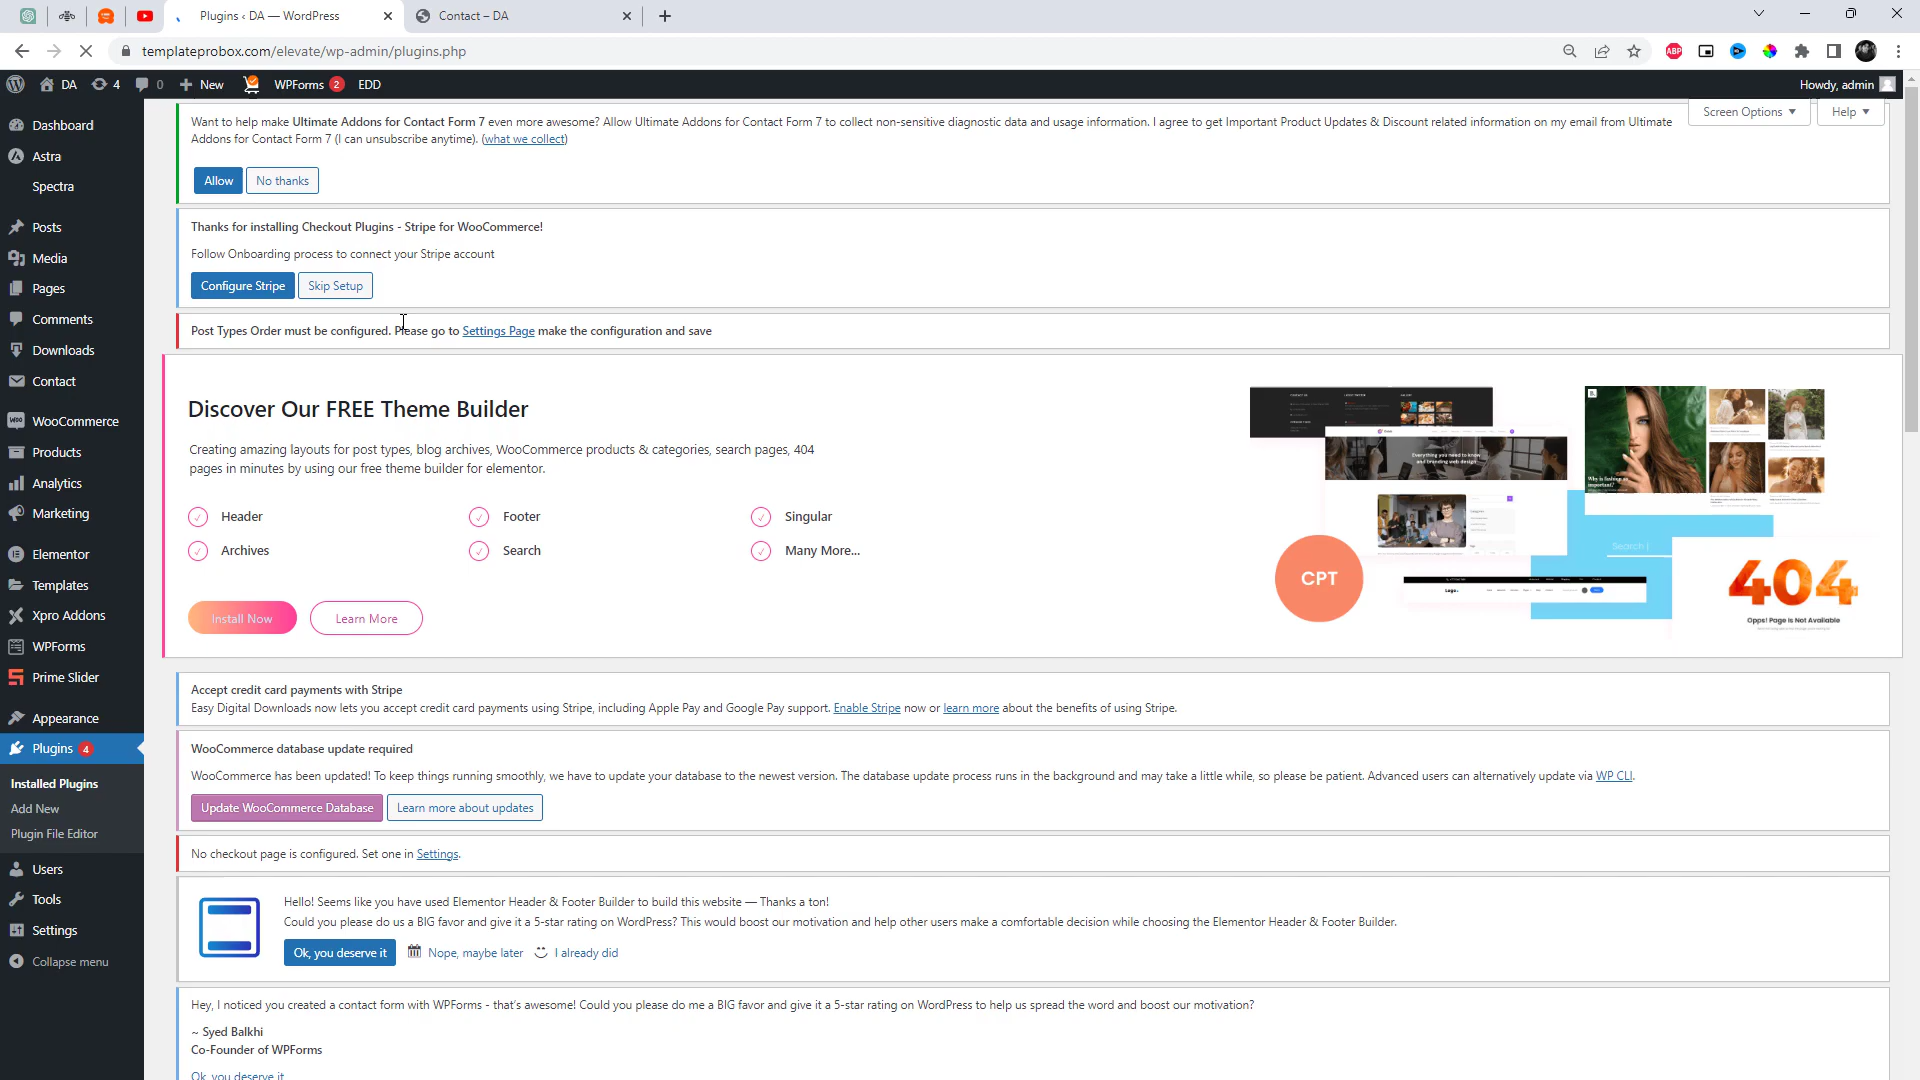 Plugins ‹ DA — WordPress
Contact – DA
templateprobox.com/elevate/wp-admin/plugins.php
ABP
DA
4
0
New
WPForms 2
EDD
Howdy, admin
Screen Options
Help
Dashboard
Astra
Spectra
Posts
Media
Pages
Comments
Downloads
Contact
WooCommerce
Products
Analytics
Marketing
Elementor
Templates
Xpro Addons
WPForms
Prime Slider
Appearance
Plugins 4
Installed Plugins
Add New
Plugin File Editor
Users
Tools
Settings
Collapse menu
Want to help make Ultimate Addons for Contact Form 7 even more awesome? Allow Ultimate Addons for Contact Form 7 to collect non-sensitive diagnostic data and usage information. I agree to get Important Product Updates & Discount related information on my email from Ultimate
Addons for Contact Form 7 (I can unsubscribe anytime). (what we collect)
Allow
No thanks
Thanks for installing Checkout Plugins - Stripe for WooCommerce!
Follow Onboarding process to connect your Stripe account
Configure Stripe
Skip Setup
Post Types Order must be configured. Please go to Settings Page make the configuration and save
Discover Our FREE Theme Builder
Creating amazing layouts for post types, blog archives, WooCommerce products & categories, search pages, 404
pages in minutes by using our free theme builder for elementor.
Header
Footer
Singular
Archives
Search
Many More...
Install Now
Learn More
Everything you need to know
and branding web design
Why is fashion so
important?
Search |
CPT
Logo.
404
Opps! Page Is Not Available
Accept credit card payments with Stripe
Easy Digital Downloads now lets you accept credit card payments using Stripe, including Apple Pay and Google Pay support. Enable Stripe now or learn more about the benefits of using Stripe.
WooCommerce database update required
WooCommerce has been updated! To keep things running smoothly, we have to update your database to the newest version. The database update process runs in the background and may take a little while, so please be patient. Advanced users can alternatively update via WP CLI.
Update WooCommerce Database
Learn more about updates
No checkout page is configured. Set one in Settings.
Hello! Seems like you have used Elementor Header & Footer Builder to build this website — Thanks a ton!
Could you please do us a BIG favor and give it a 5-star rating on WordPress? This would boost our motivation and help other users make a comfortable decision while choosing the Elementor Header & Footer Builder.
Ok, you deserve it
Nope, maybe later
I already did
Hey, I noticed you created a contact form with WPForms - that's awesome! Could you please do me a BIG favor and give it a 5-star rating on WordPress to help us spread the word and boost our motivation?
~ Syed Balkhi
Co-Founder of WPForms
Ok, you deserve it